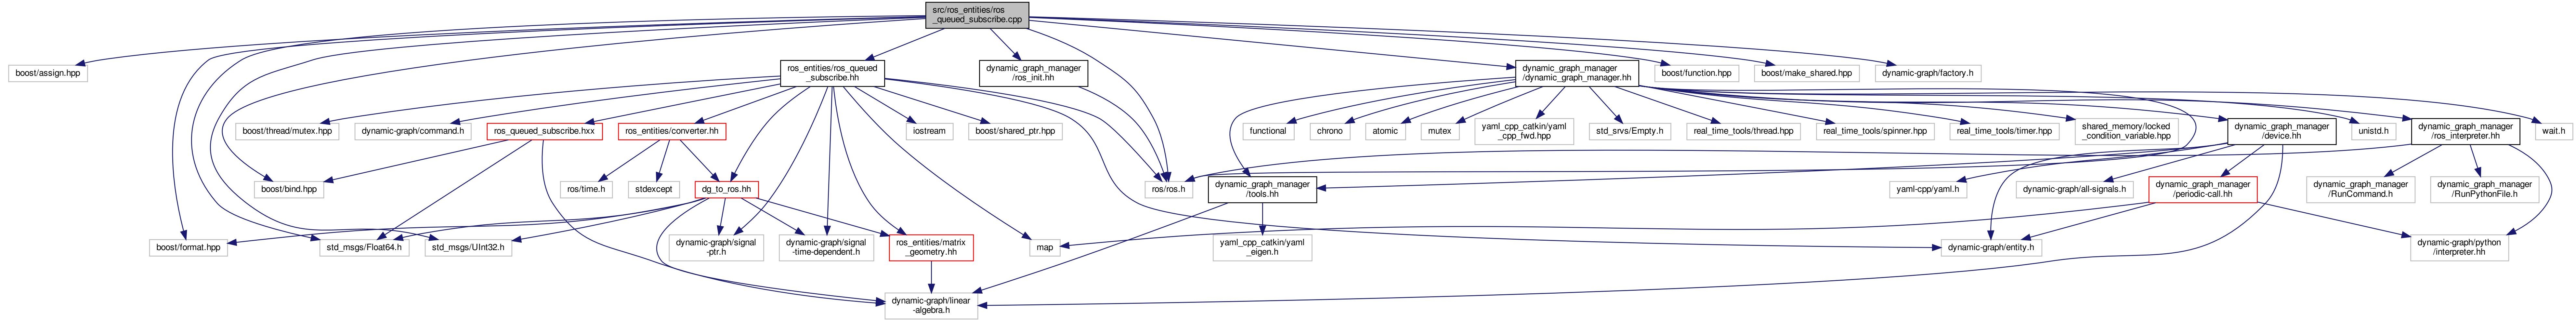 src/ros_entities/ros
_queued_subscribe.cpp
boost/assign.hpp
ros_entities/ros_queued
_subscribe.hh
dynamic_graph_manager
/ros_init.hh
dynamic_graph_manager
/dynamic_graph_manager.hh
boost/function.hpp
boost/make_shared.hpp
dynamic-graph/factory.h
boost/thread/mutex.hpp
dynamic-graph/command.h
ros_queued_subscribe.hxx
ros_entities/converter.hh
iostream
boost/shared_ptr.hpp
functional
chrono
atomic
mutex
yaml_cpp_catkin/yaml
_cpp_fwd.hpp
std_srvs/Empty.h
real_time_tools/thread.hpp
real_time_tools/spinner.hpp
real_time_tools/timer.hpp
shared_memory/locked
_condition_variable.hpp
dynamic_graph_manager
/device.hh
unistd.h
dynamic_graph_manager
/ros_interpreter.hh
wait.h
boost/bind.hpp
ros/time.h
stdexcept
dg_to_ros.hh
ros/ros.h
dynamic_graph_manager
/tools.hh
yaml-cpp/yaml.h
dynamic-graph/all-signals.h
dynamic_graph_manager
/periodic-call.hh
dynamic_graph_manager
/RunCommand.h
dynamic_graph_manager
/RunPythonFile.h
boost/format.hpp
std_msgs/Float64.h
std_msgs/UInt32.h
dynamic-graph/signal
-ptr.h
dynamic-graph/signal
-time-dependent.h
ros_entities/matrix
_geometry.hh
map
yaml_cpp_catkin/yaml
_eigen.h
dynamic-graph/entity.h
dynamic-graph/python
/interpreter.hh
dynamic-graph/linear
-algebra.h